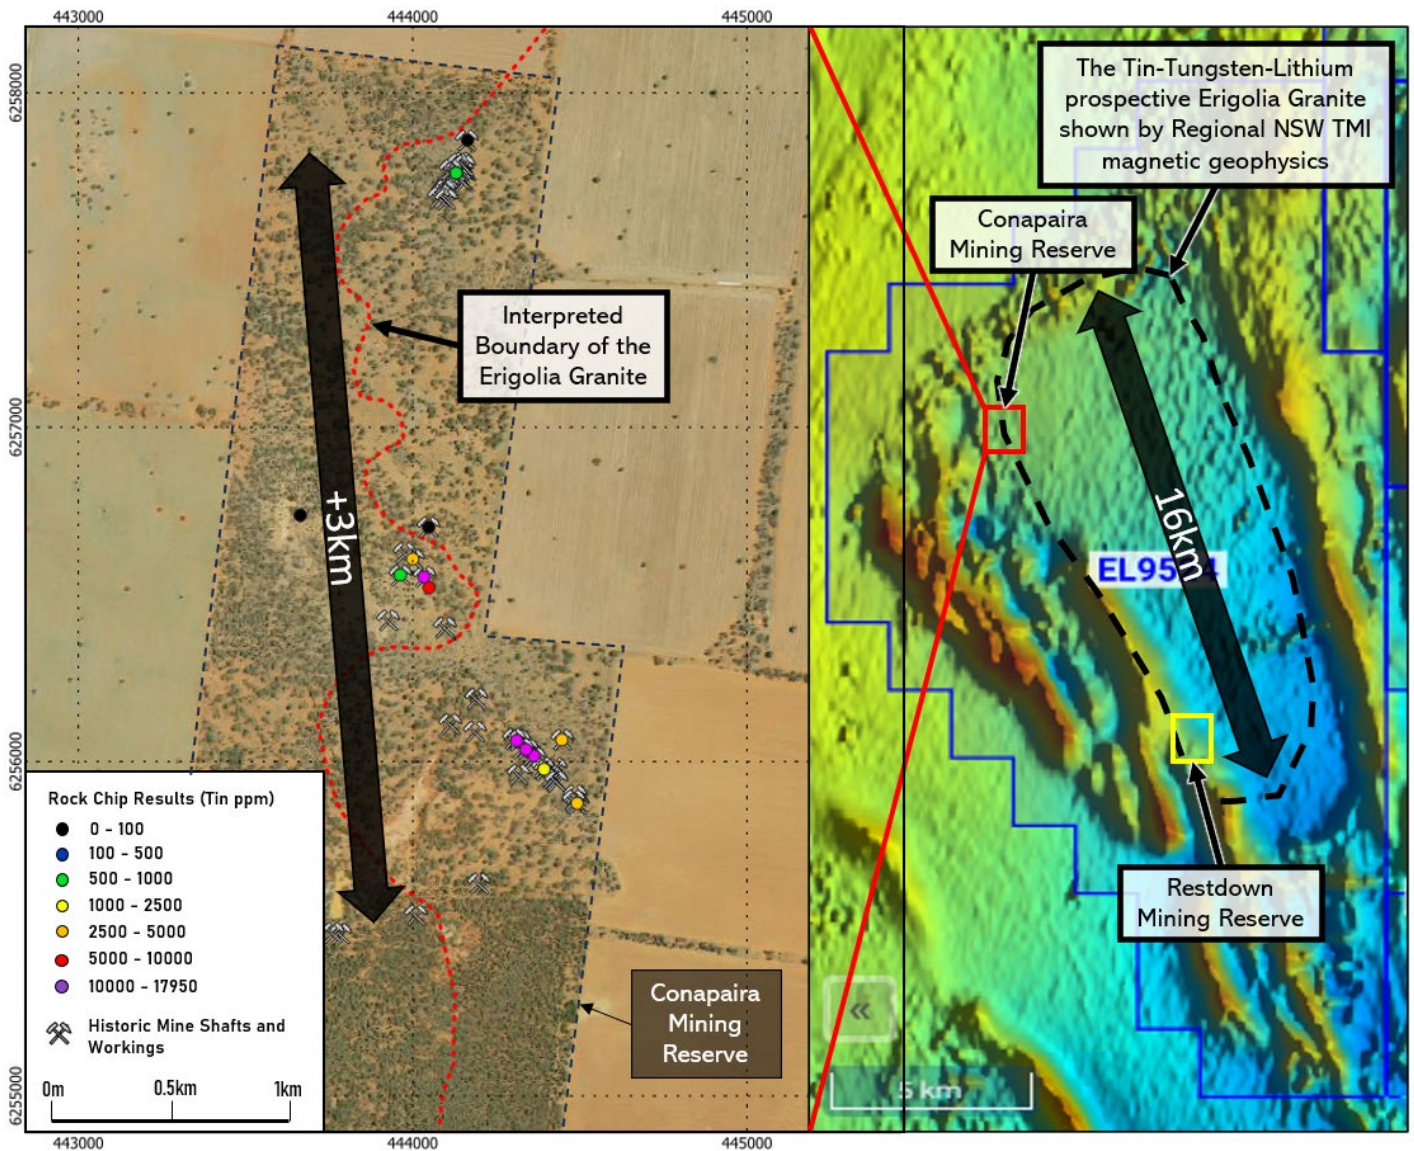 443000
444000
445000
6258000
6257000
6256000
6255000
+3km
Interpreted
Boundary of the
Erigolia Granite
Rock Chip Results (Tin ppm)
0 - 100
100 - 500
500 - 1000
1000 - 2500
2500 - 5000
5000 - 10000
10000 - 17950
Historic Mine Shafts and
Workings
0m 0.5km 1km
Conapaira
Mining
Reserve
443000
444000
445000
The Tin-Tungsten-Lithium
prospective Erigolia Granite
shown by Regional NSW TMI
magnetic geophysics
Conapaira
Mining Reserve
16km
Restdown
Mining Reserve
«
5 km